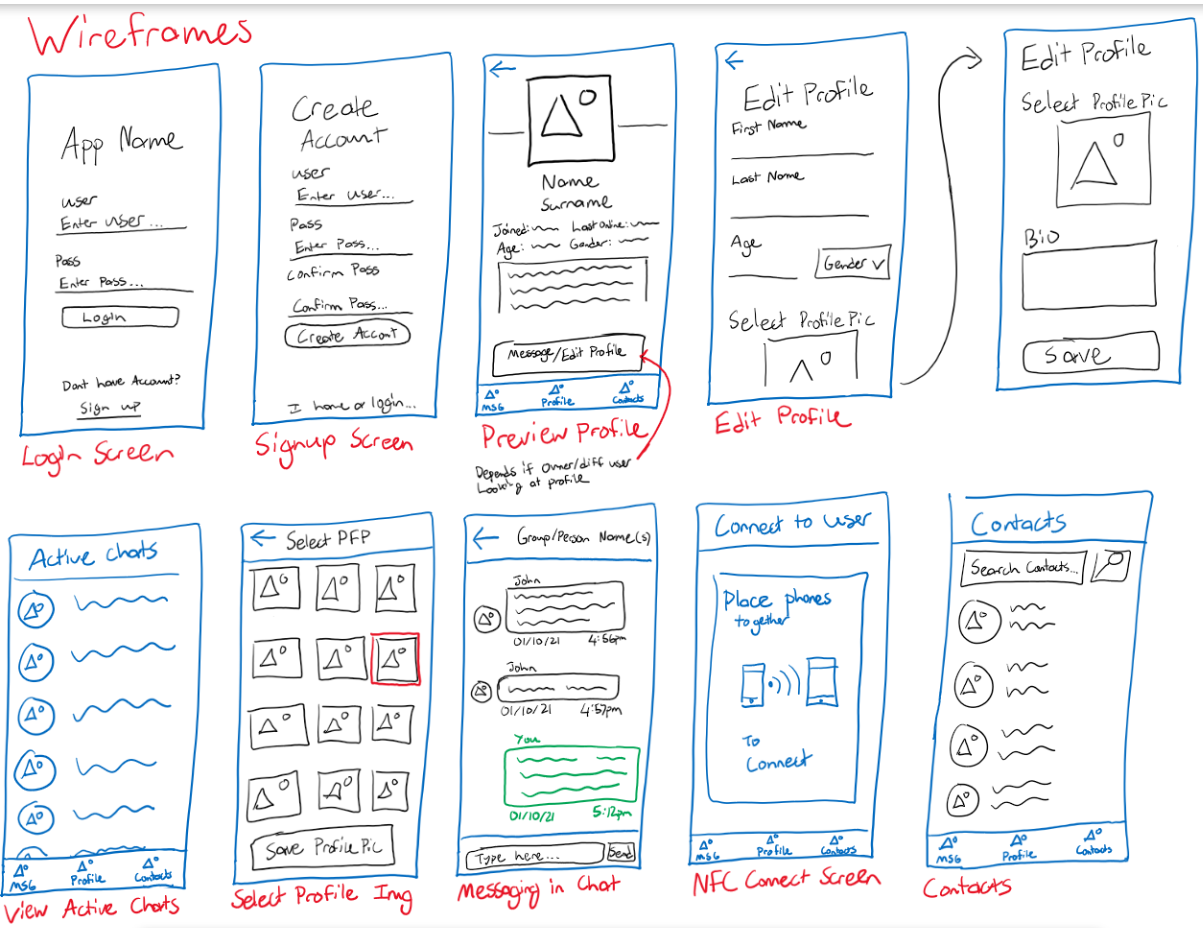 Wireframes
App Name
user
Enter user ...
Pass
Enter Pass...
Login
Dont have Account?
Sign up
Login Screen
Create
Account
user
Enter user...
Pass
Enter Pass...
Confirm Pass
Confirm Pass...
Create Accont
I have a login...
Signup Screen
Name
Surname
Joined: Last Online:
Age: Gender:
Message/Edit Profile
MSG Profile Contacts
Preview Profile
Depends if owner/diff user
Looking at profile
Edit Profile
First Name
Last Name
Age
Gender
Select Profile Pic
Edit Profile
Edit Profile
Select Profile Pic
Bio
Save
Active Chats
MSG Profile Contacts
View Active Chats
Select PFP
Save Profile Pic
Select Profile Img
Group/Person Name(s)
John
01/10/21 4:56pm
John
01/10/21 4:57pm
You
01/10/21 5:12pm
Type here... Send
Messaging in Chat
Connect to user
Place phones
together
To
Connect
MSG Profile Contacts
NFC Connect Screen
Contacts
Search Contacts...
MSG Profile Contacts
Contacts